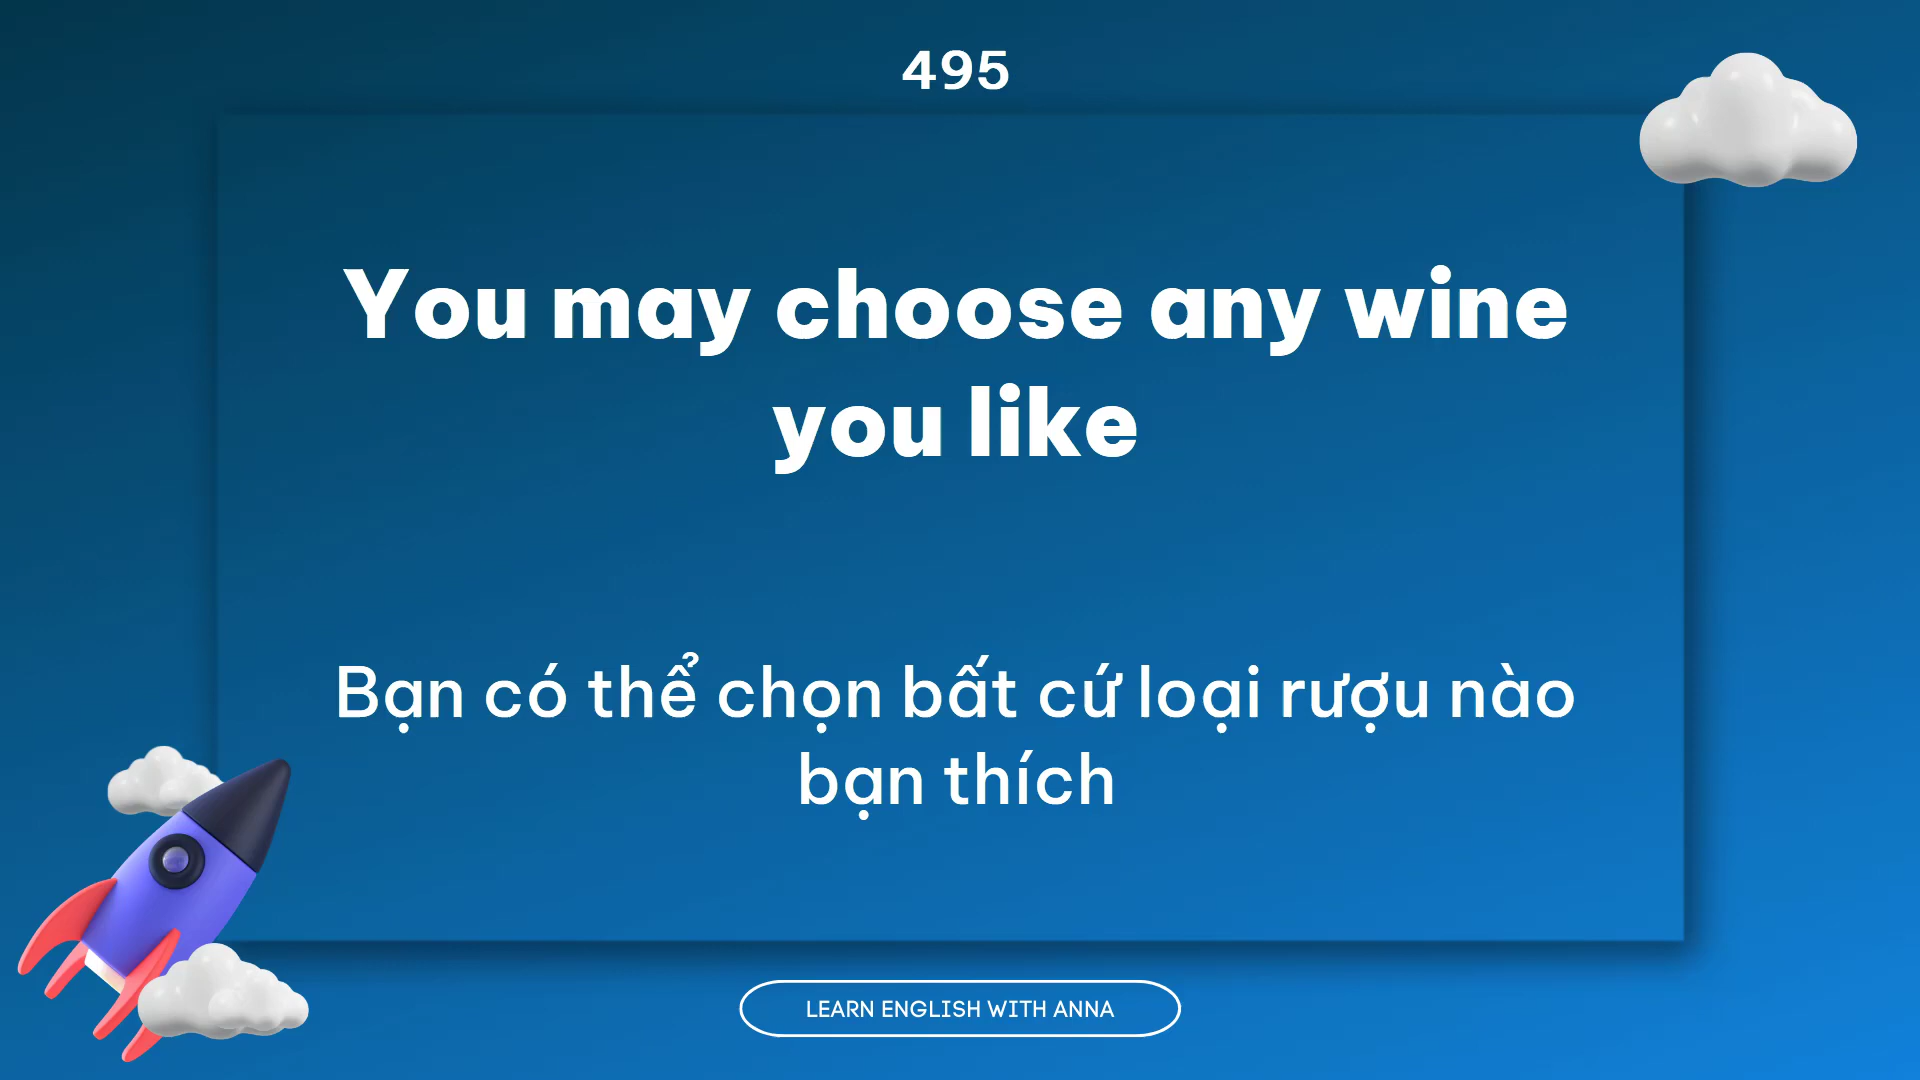 495
You may choose any wine
you like
Bạn có thể chọn bất cứ loại rượu nào
bạn thích
LEARN ENGLISH WITH ANNA